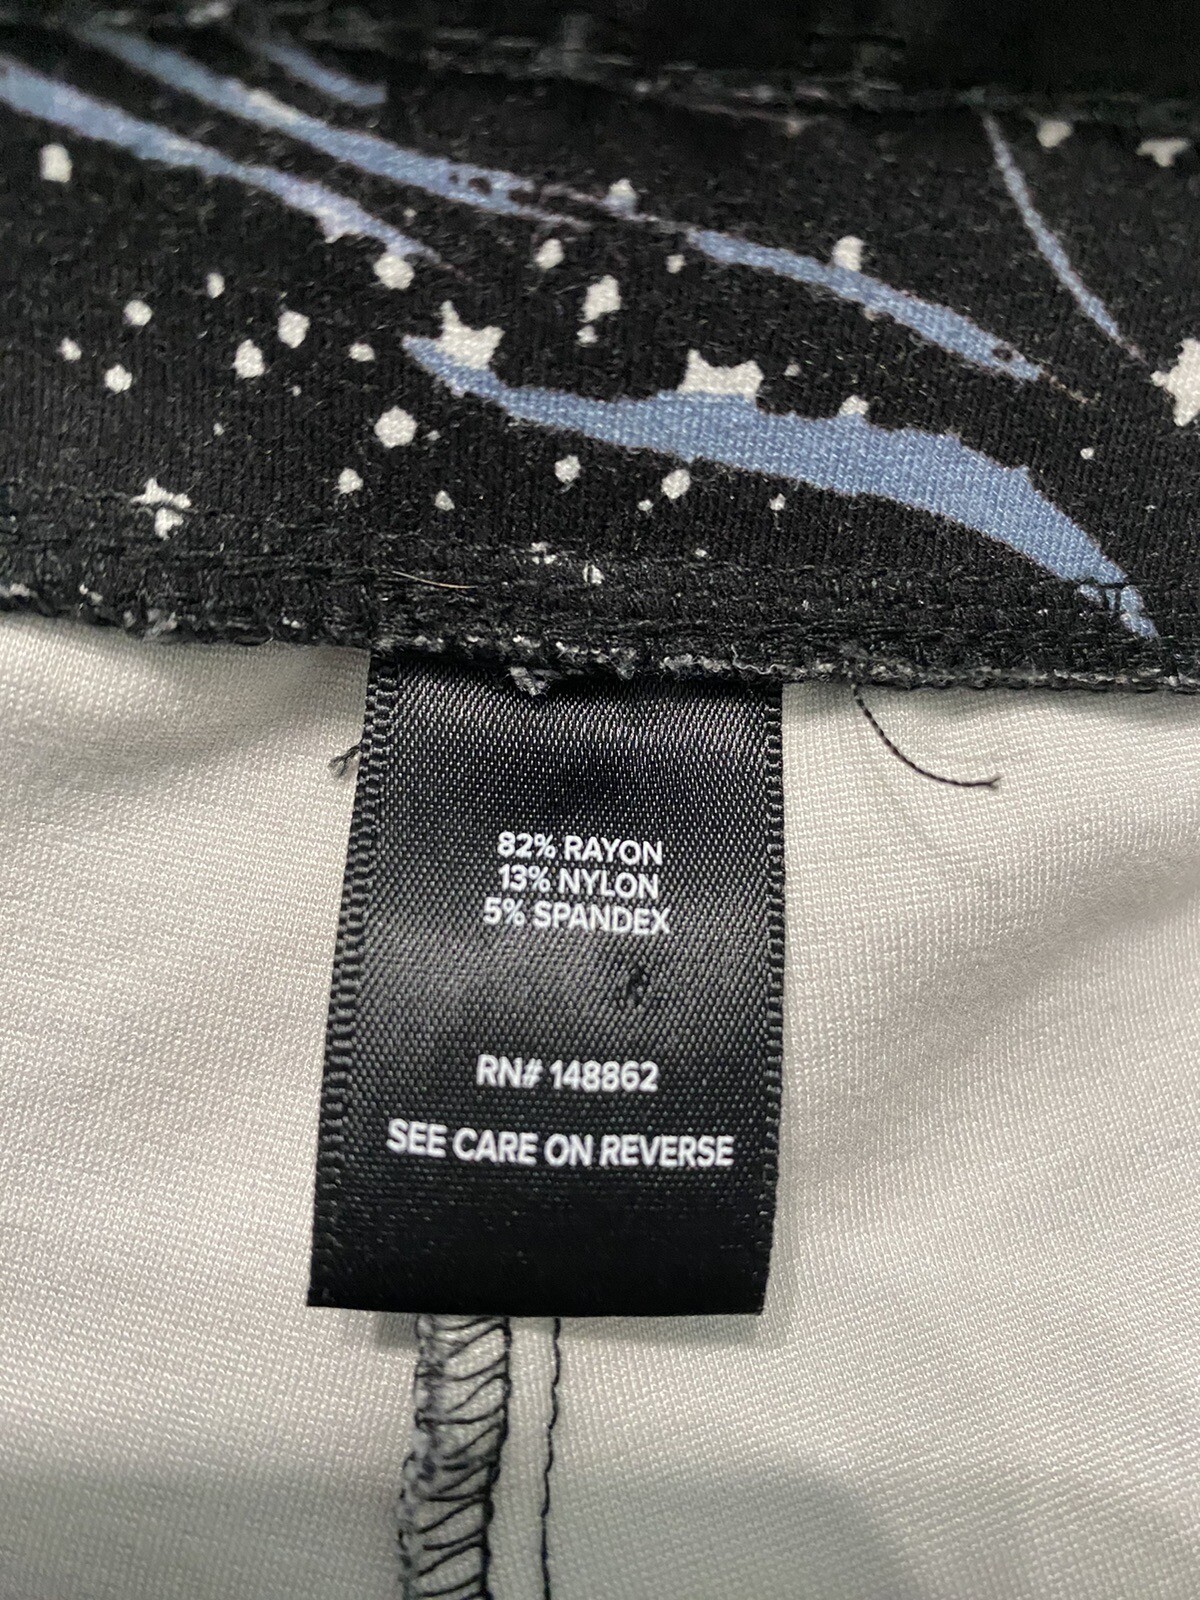 82% RAYON
13% NYLON
5% SPANDEX
RN# 148862
SEE CARE ON REVERSE